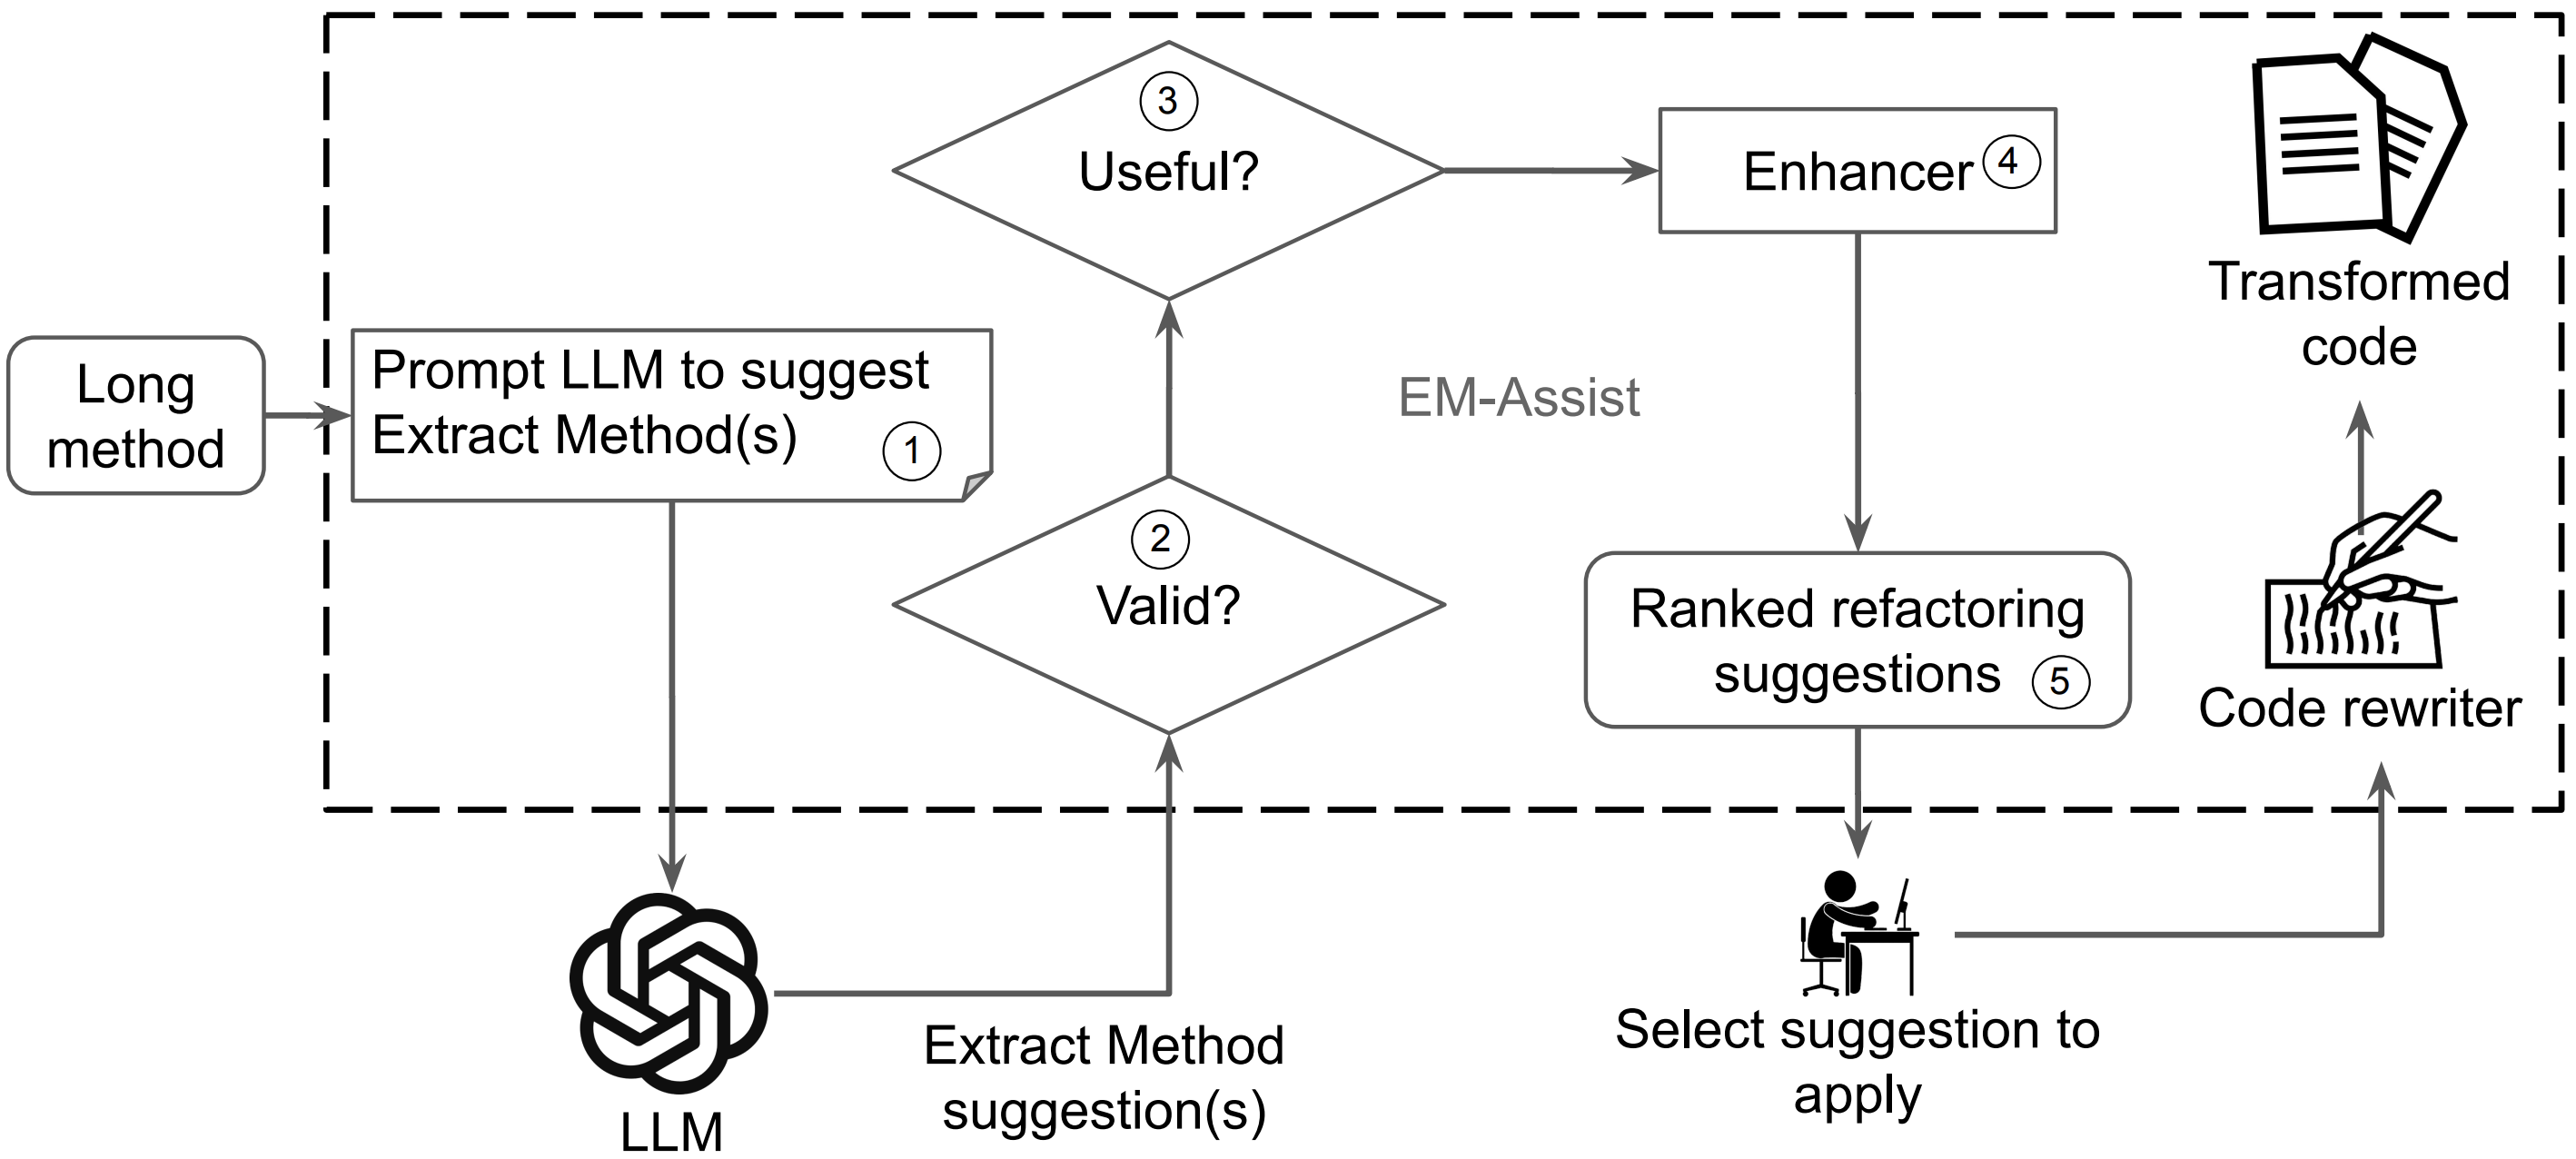 Long
method
Prompt LLM to suggest
Extract Method(s)
1
LLM
Extract Method
suggestion(s)
2
Valid?
3
Useful?
Enhancer
4
EM-Assist
Ranked refactoring
suggestions
5
Select suggestion to
apply
Code rewriter
Transformed
code